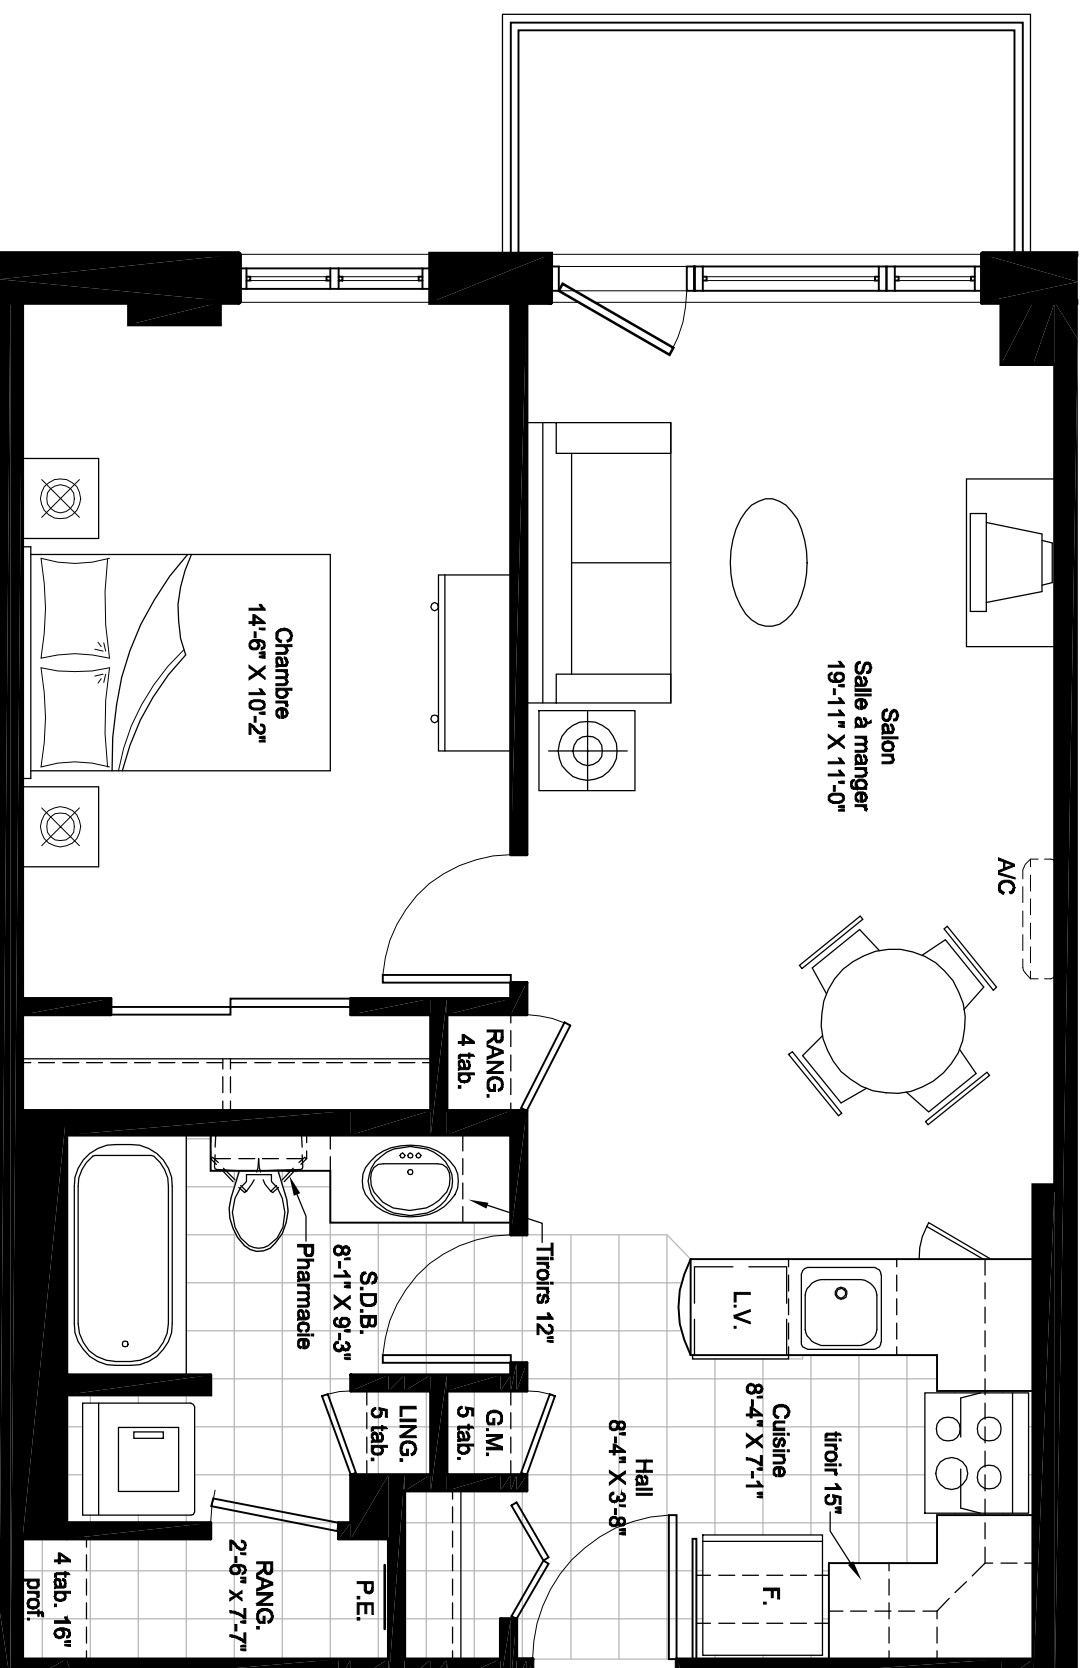 Salon
Salle à manger
19'-11" X 11'-0"
A/C
Chambre
14'-6" X 10'-2"
RANG.
4 tab.
Tiroirs 12"
S.D.B.
8'-1" X 9'-3"
Pharmacie
L.V.
Cuisine
8'-4" X 7'-1"
tiroir 15"
Hall
8'-4" X 3'-8"
G.M.
5 tab.
LING.
5 tab.
F.
P.E.
RANG.
2'-6" X 7'-7"
4 tab. 16"
prof.